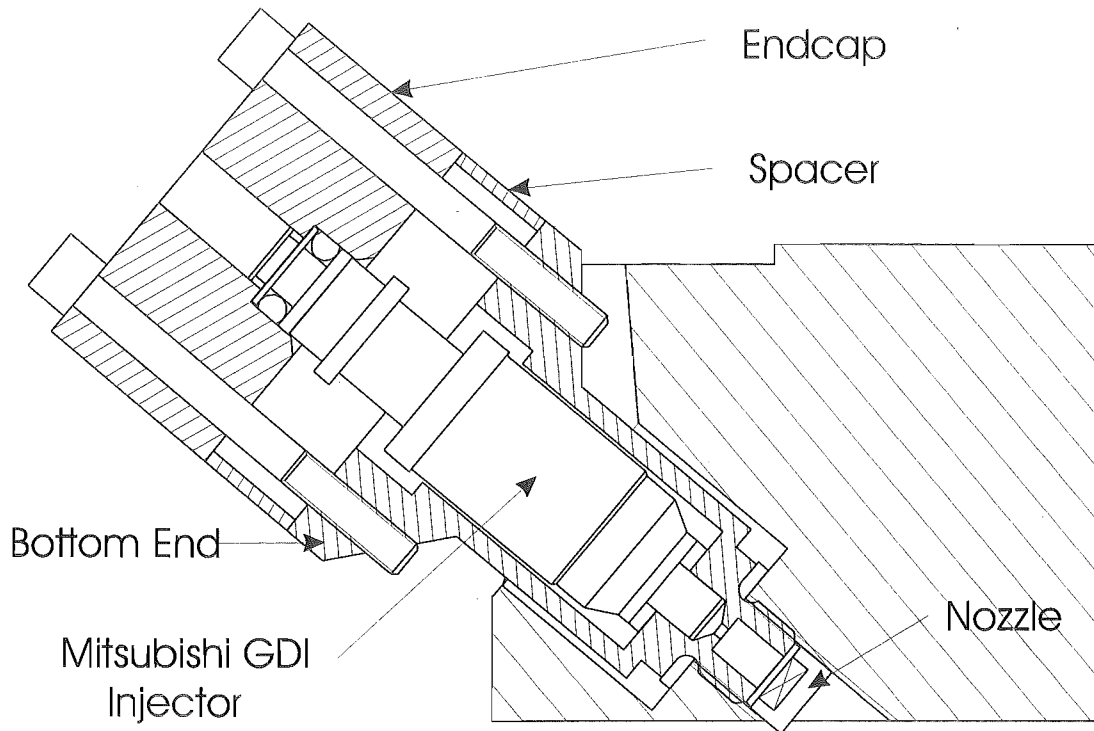 Endcap
Spacer
Bottom End
Mitsubishi GDI
Injector
Nozzle